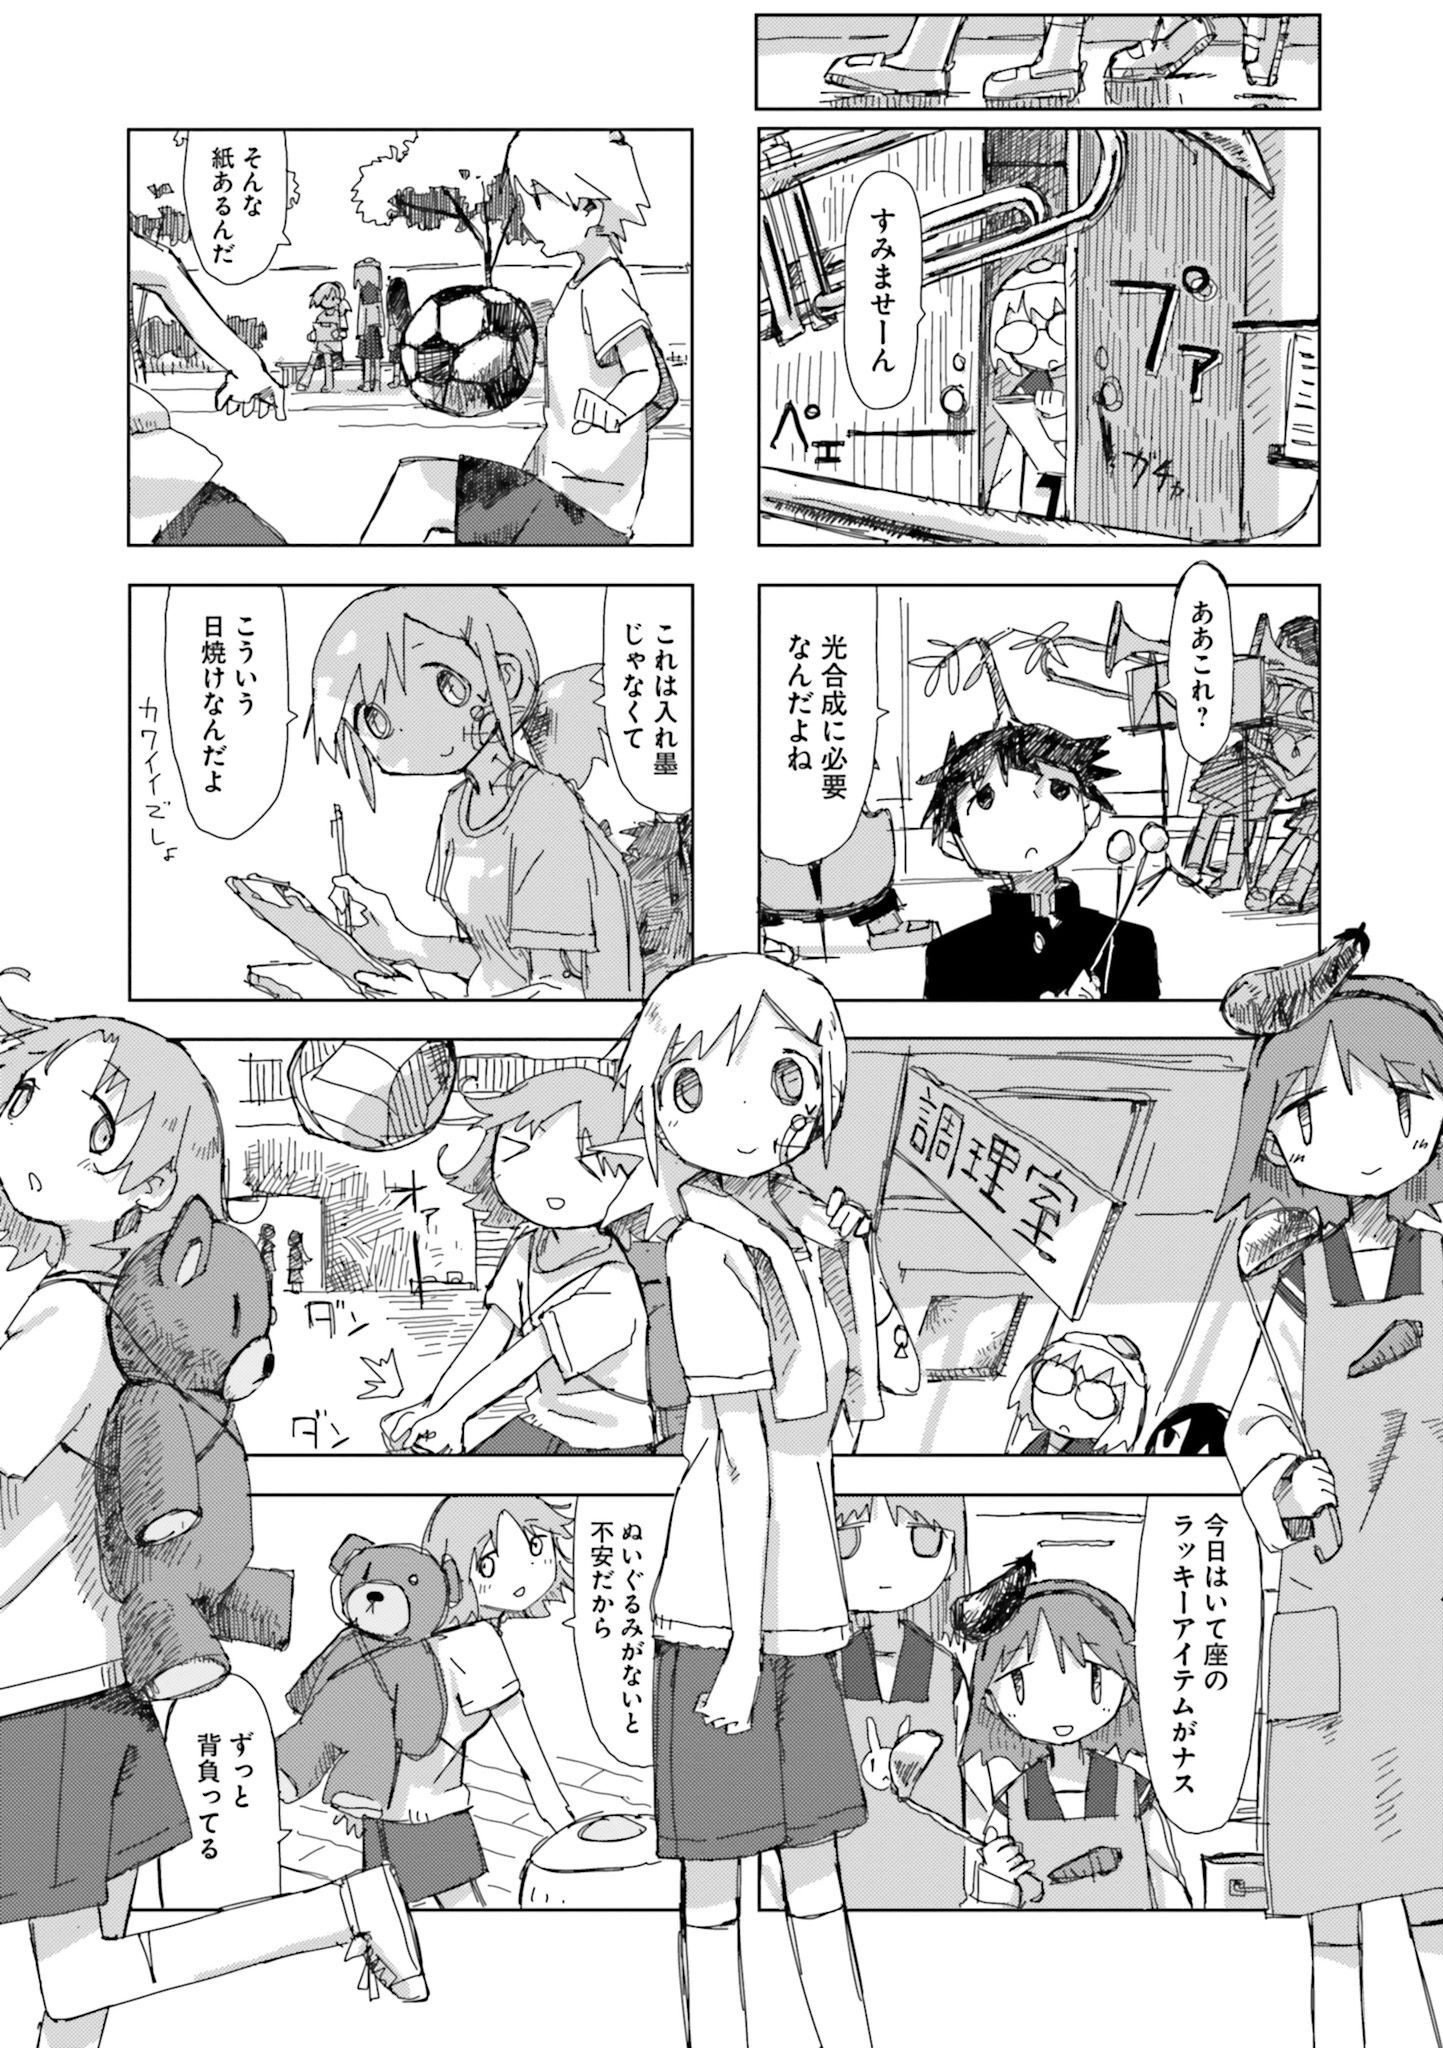 すみませーん
プァ
ガチャ
ペェー
ああこれ?
光合成に必要
なんだよね
調理室
今日はいて座の
ラッキーアイテムがナス
そんな
紙あるんだ
これは入れ墨
じゃなくて
こういう
日焼けなんだよ
カワイイでしょ
オァ
ダン
ダン
ぬいぐるみがないと
不安だから
ずっと
背負ってる